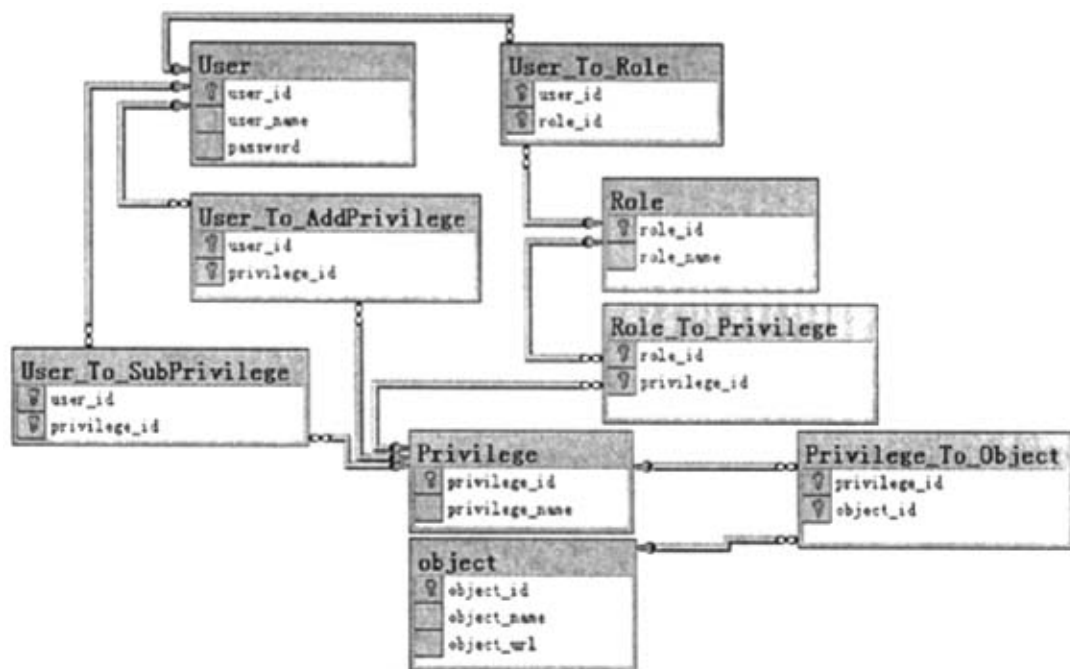 User
user_id
user_name
password
User_To_Role
user_id
role_id
User_To_AddPrivilege
user_id
privilege_id
Role
role_id
role_name
Role_To_Privilege
role_id
privilege_id
User_To_SubPrivilege
user_id
privilege_id
Privilege
privilege_id
privilege_name
Privilege_To_Object
privilege_id
object_id
object
object_id
object_name
object_url